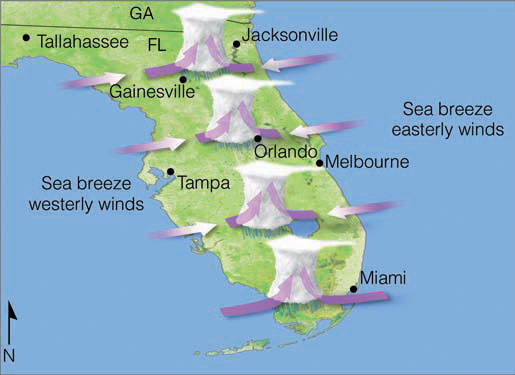 GA
Tallahassee
FL
Jacksonville
Gainesville
Sea breeze
easterly winds
Orlando
Melbourne
Sea breeze
westerly winds
Tampa
Miami
N